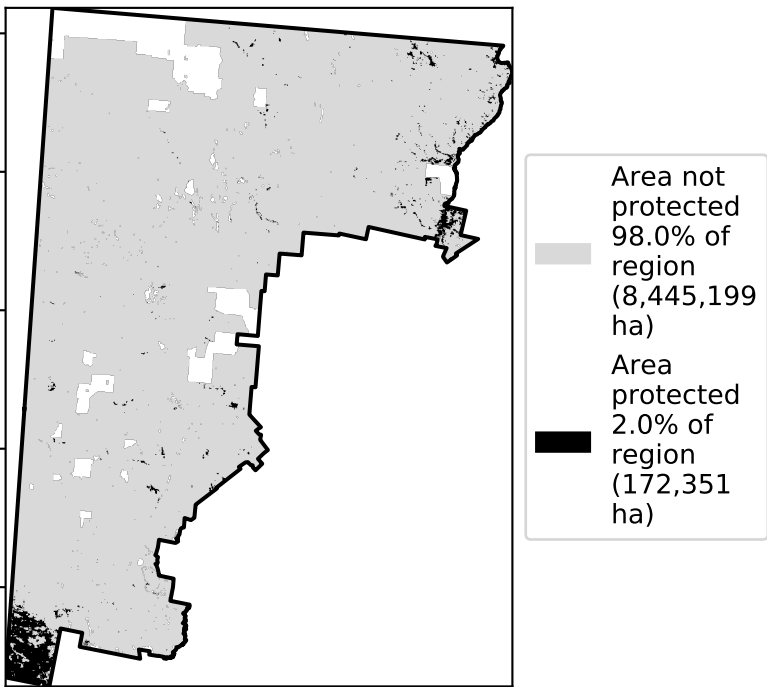 Area not
protected
98.0% of
region
(8,445,199
ha)
Area
protected
2.0% of
region
(172,351
ha)